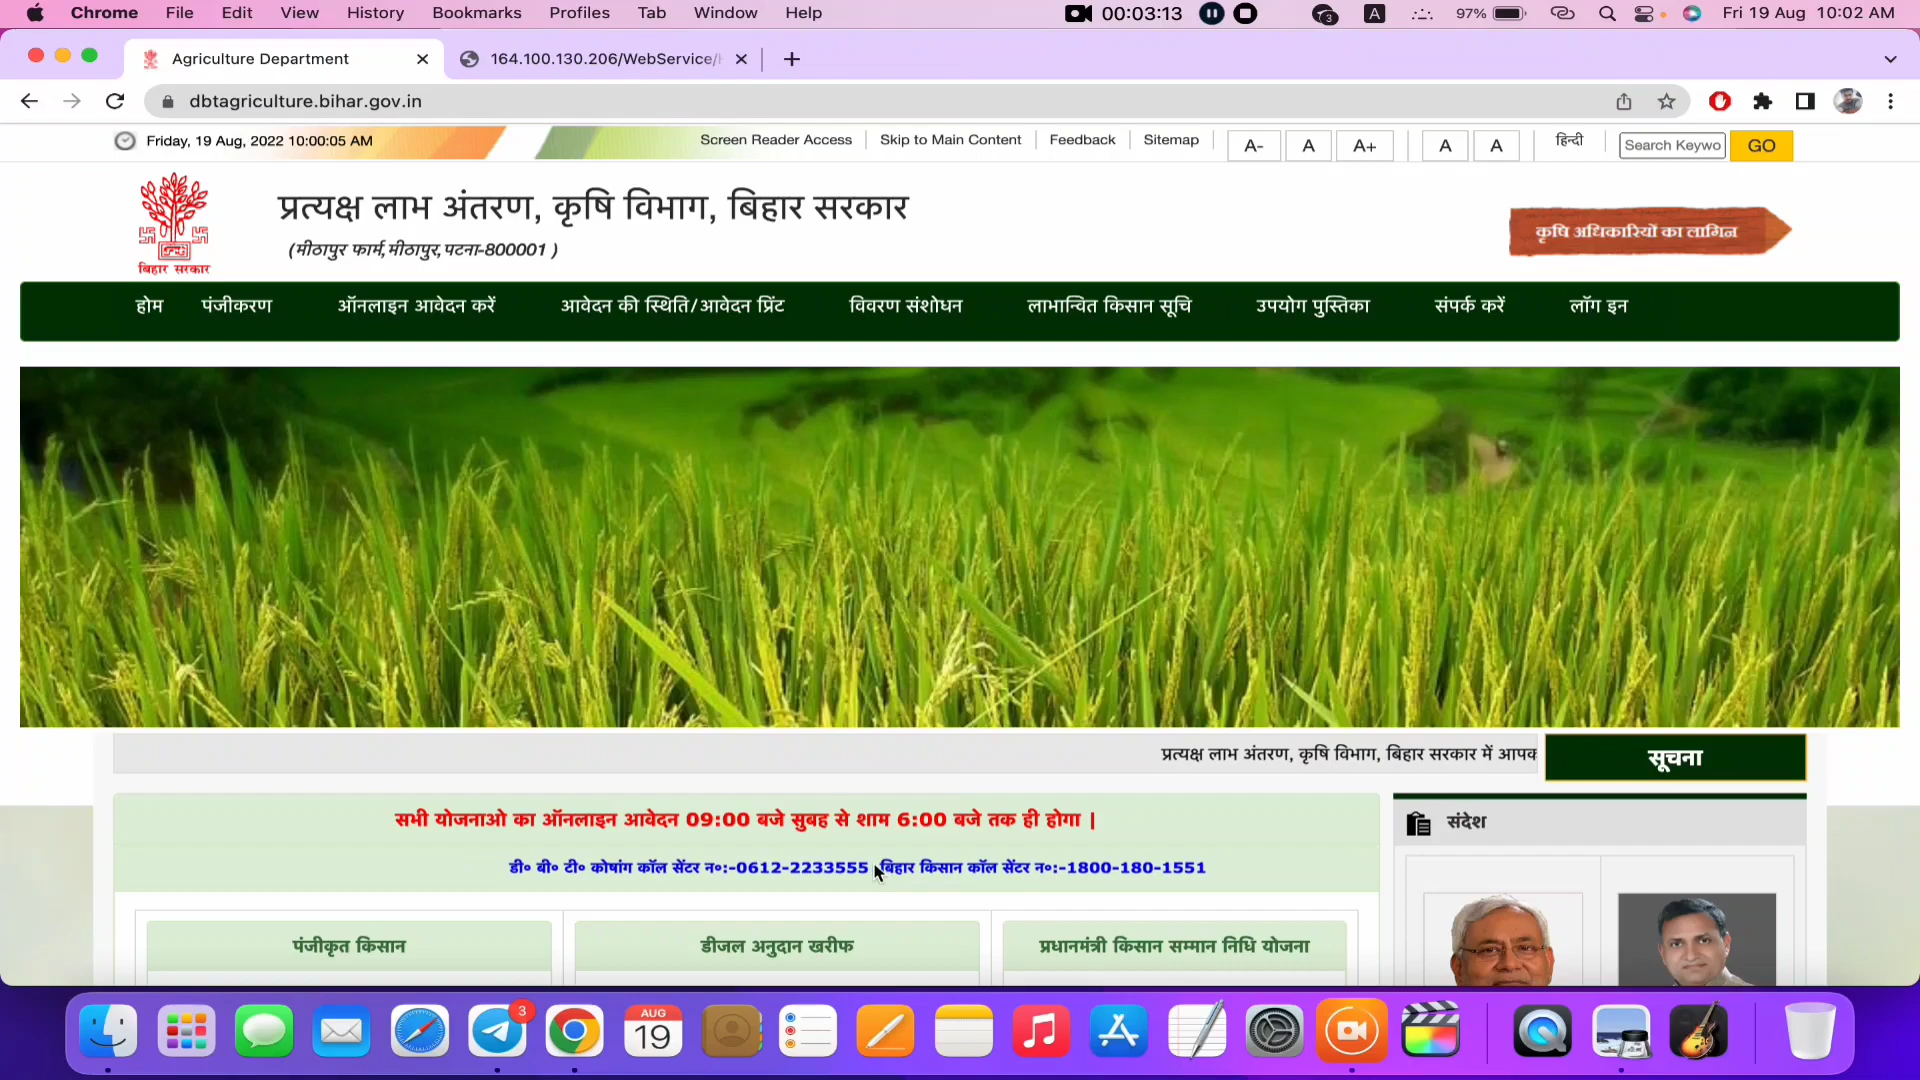 Chrome File Edit View History Bookmarks Profiles Tab Window Help 00:03:13 3 A 97% Fri 19 Aug 10:02 AM
Agriculture Department 164.100.130.206/WebService/
dbtagriculture.bihar.gov.in
Friday, 19 Aug, 2022 10:00:05 AM Screen Reader Access Skip to Main Content Feedback Sitemap A- A A+ A A हिन्दी Search Keywo GO
प्रत्यक्ष लाभ अंतरण, कृषि विभाग, बिहार सरकार
(मीठापुर फार्म,मीठापुर,पटना-800001 )
कृषि अधिकारियों का लागिन
बिहार सरकार
होम पंजीकरण ऑनलाइन आवेदन करें आवेदन की स्थिति/आवेदन प्रिंट विवरण संशोधन लाभान्वित किसान सूचि उपयोग पुस्तिका संपर्क करें लॉग इन
प्रत्यक्ष लाभ अंतरण, कृषि विभाग, बिहार सरकार में आपक
सूचना
सभी योजनाओ का ऑनलाइन आवेदन 09:00 बजे सुबह से शाम 6:00 बजे तक ही होगा |
संदेश
डी० बी० टी० कोषांग कॉल सेंटर न०:-0612-2233555 बिहार किसान कॉल सेंटर न०:-1800-180-1551
पंजीकृत किसान डीजल अनुदान खरीफ प्रधानमंत्री किसान सम्मान निधि योजना
3
AUG
19